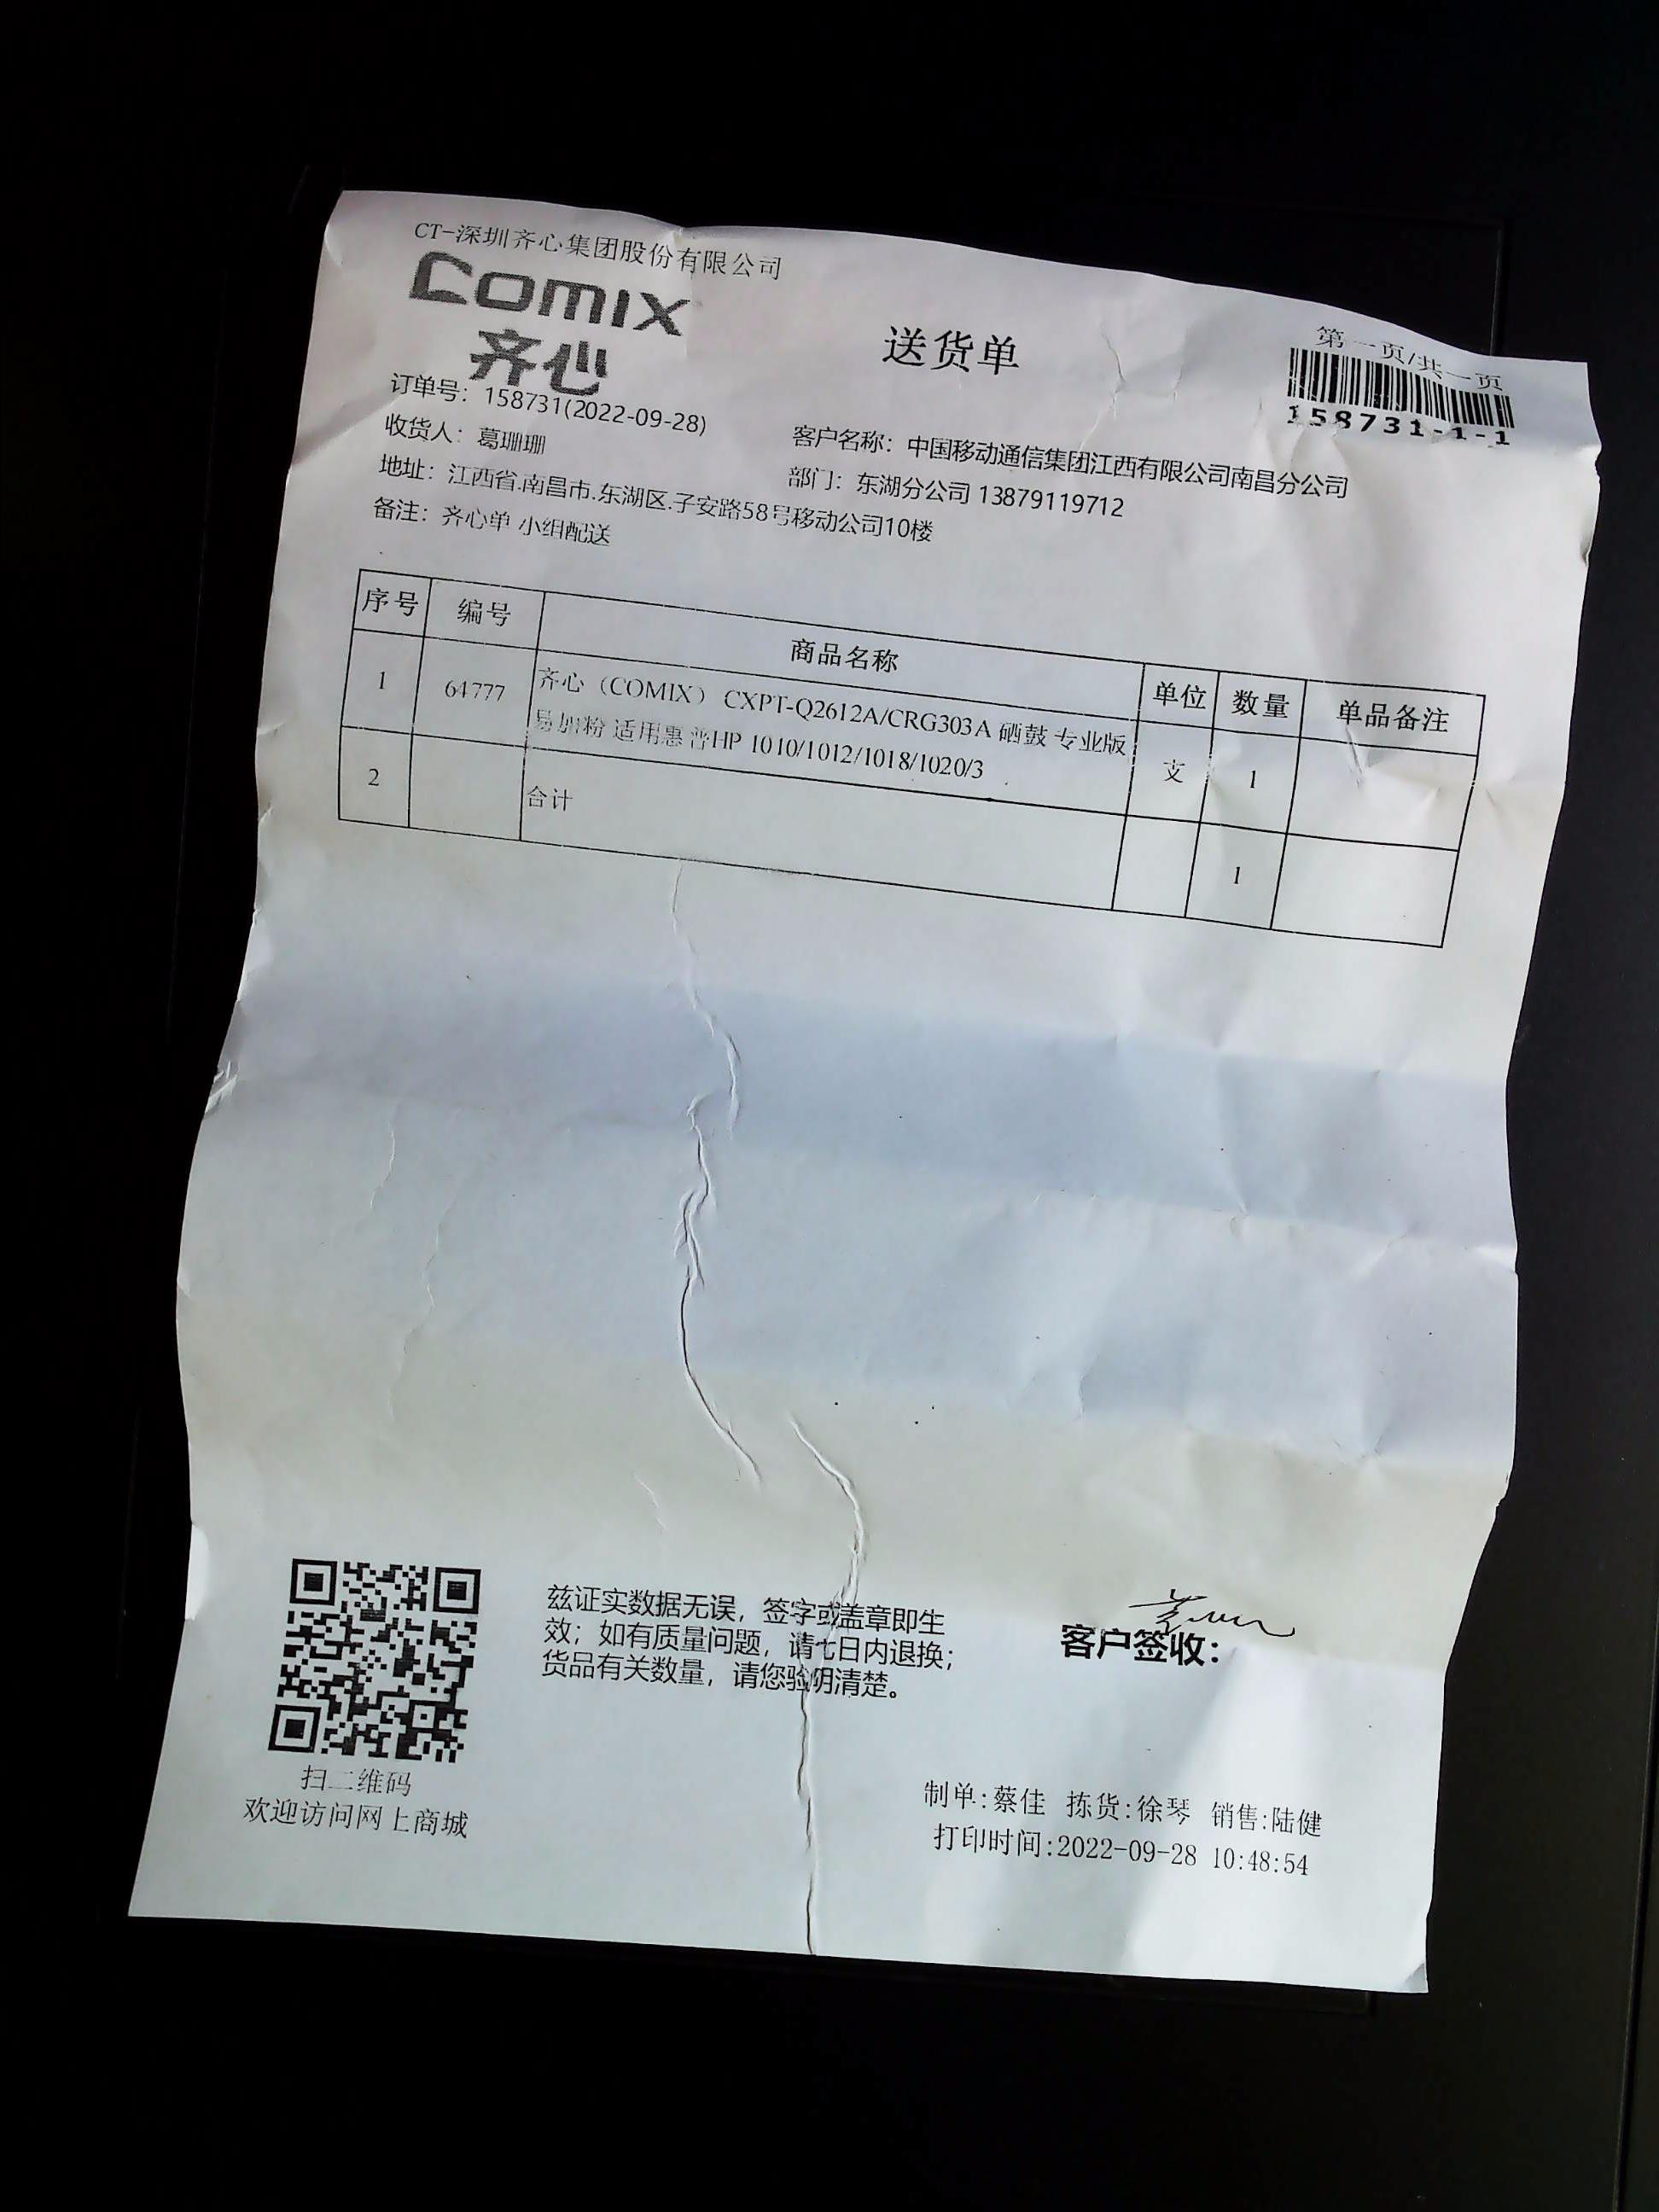 CT-深圳齐心集团股份有限公司
COMIX
齐心
送货单
第一页/共一页
158731-1-1
订单号：158731(2022-09-28)
收货人：葛珊珊
客户名称：中国移动通信集团江西有限公司南昌分公司
地址：江西省.南昌市.东湖区.子安路58号移动公司10楼
部门：东湖分公司 13879119712
备注：齐心单 小组配送
序号 编号 商品名称 单位 数量 单品备注
1 64777 齐心（COMIX） CXPT-Q2612A/CRG303A 硒鼓 专业版
易加粉 适用惠普HP 1010/1012/1018/1020/3 支 1
2 合计 1
兹证实数据无误，签字或盖章即生
效；如有质量问题，请七日内退换；
货品有关数量，请您验明清楚。
客户签收：
扫二维码
欢迎访问网上商城
制单:蔡佳 拣货:徐琴 销售:陆健
打印时间:2022-09-28 10:48:54